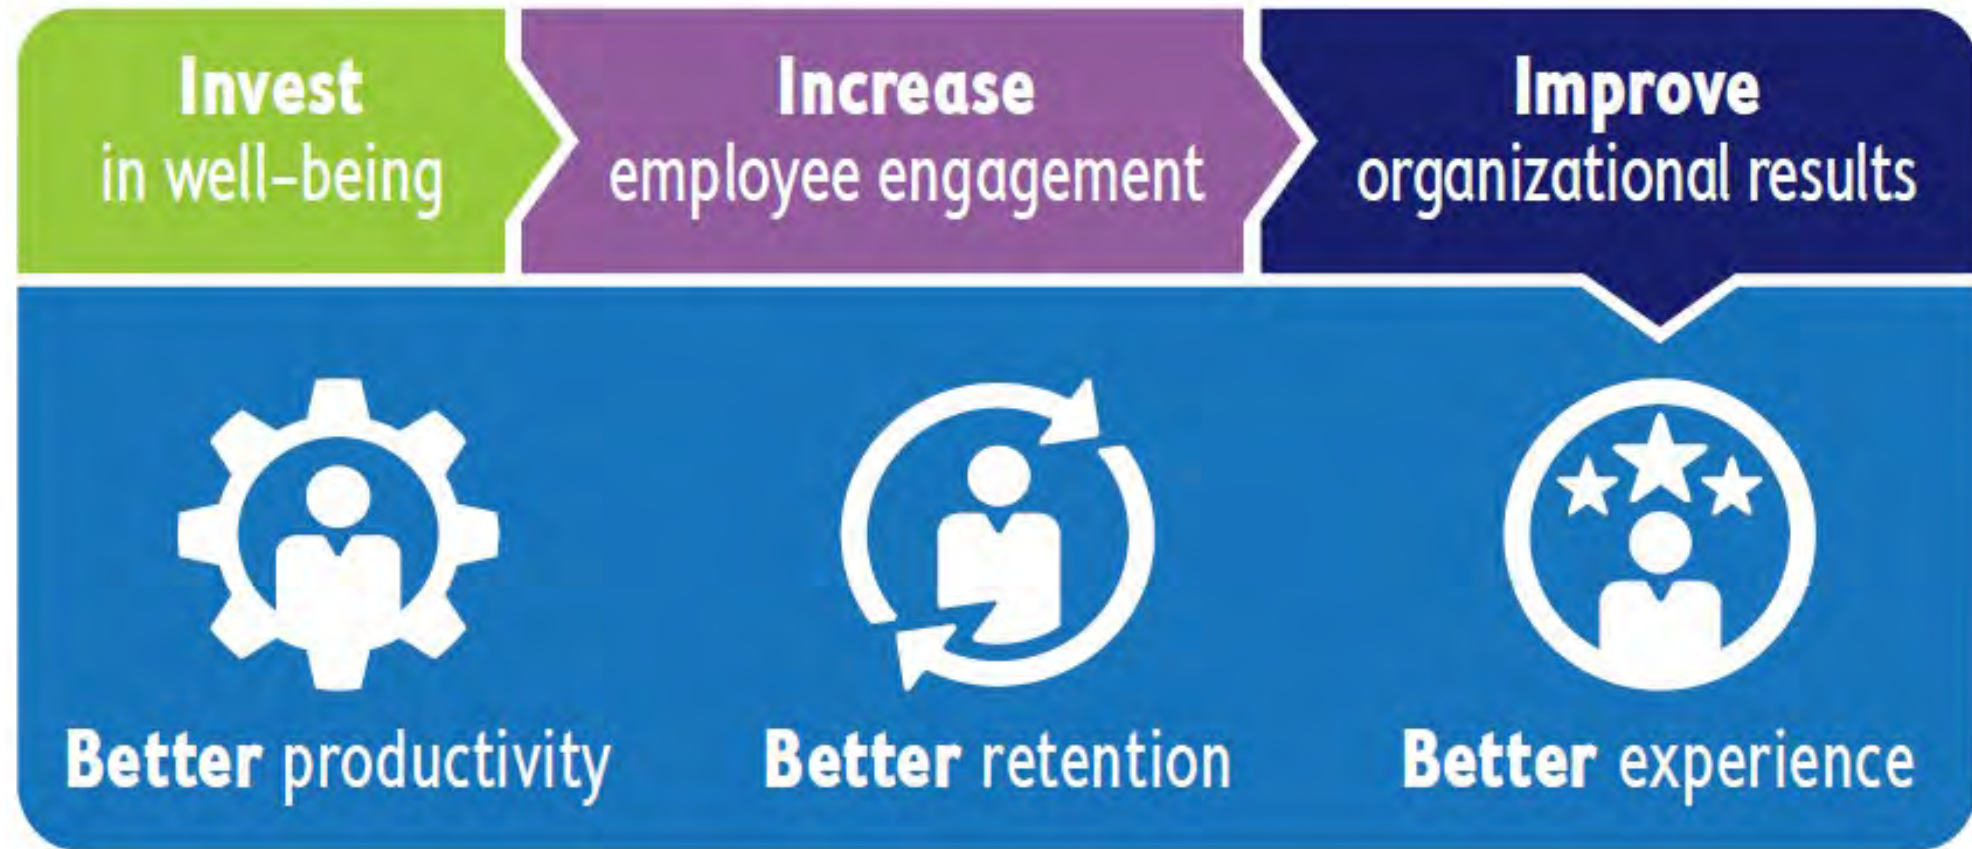 Invest
in well-being
Increase
employee engagement
Improve
organizational results
Better productivity
Better retention
Better experience